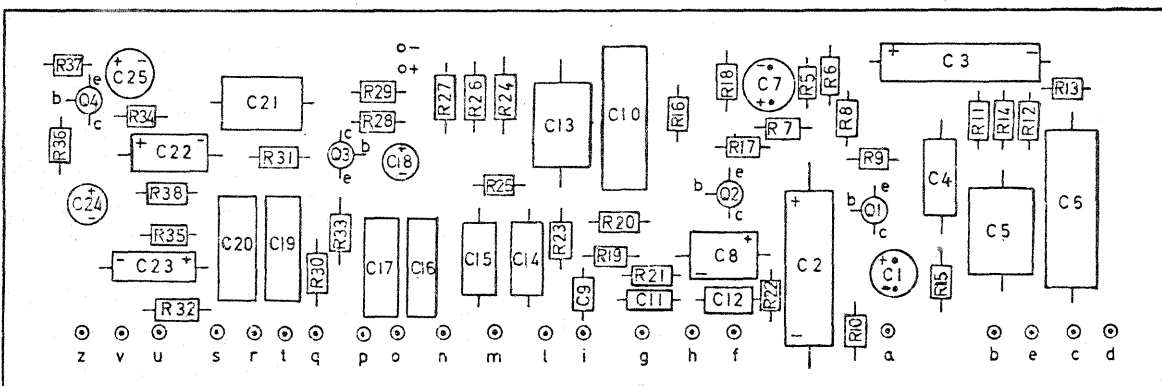 R37
e
b Q4
c
+ - C25
R34
R36
+ C22 -
C24 + -
R38
R35
- C23 +
R32
C21
R31
C20
C19
R30
R33
o-
o+
R29
R28
c
Q3 b
e
C18 + -
C17
C16
R27
R26
R24
R25
C15
C14
R23
C13
C10
R20
R19
R21
C9
C11
R16
R18
- C7 +
R5
R6
R7
R17
R8
R9
e
b Q2
c
C8 + -
C12
R22
+ C2 -
e
b Q1
c
+ C1
R15
R10
+ C3 -
R13
R11
R14
R12
C4
C5
C6
z v u s r t q p o n m l i g h f a b e c d